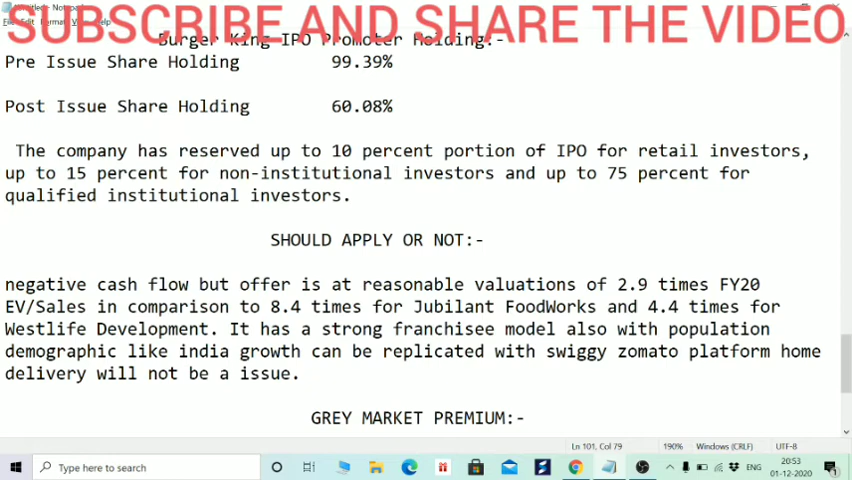 SUBSCRIBE AND SHARE THE VIDEO
Untitled - Notepad
File Edit Format View Help
Burger King IPO Promoter Holding:-
Pre Issue Share Holding 99.39%
Post Issue Share Holding 60.08%
The company has reserved up to 10 percent portion of IPO for retail investors,
up to 15 percent for non-institutional investors and up to 75 percent for
qualified institutional investors.
SHOULD APPLY OR NOT:-
negative cash flow but offer is at reasonable valuations of 2.9 times FY20
EV/Sales in comparison to 8.4 times for Jubilant FoodWorks and 4.4 times for
Westlife Development. It has a strong franchisee model also with population
demographic like india growth can be replicated with swiggy zomato platform home
delivery will not be a issue.
GREY MARKET PREMIUM:-
Ln 101, Col 79 190% Windows (CRLF) UTF-8
Type here to search
ENG
20:53
01-12-2020